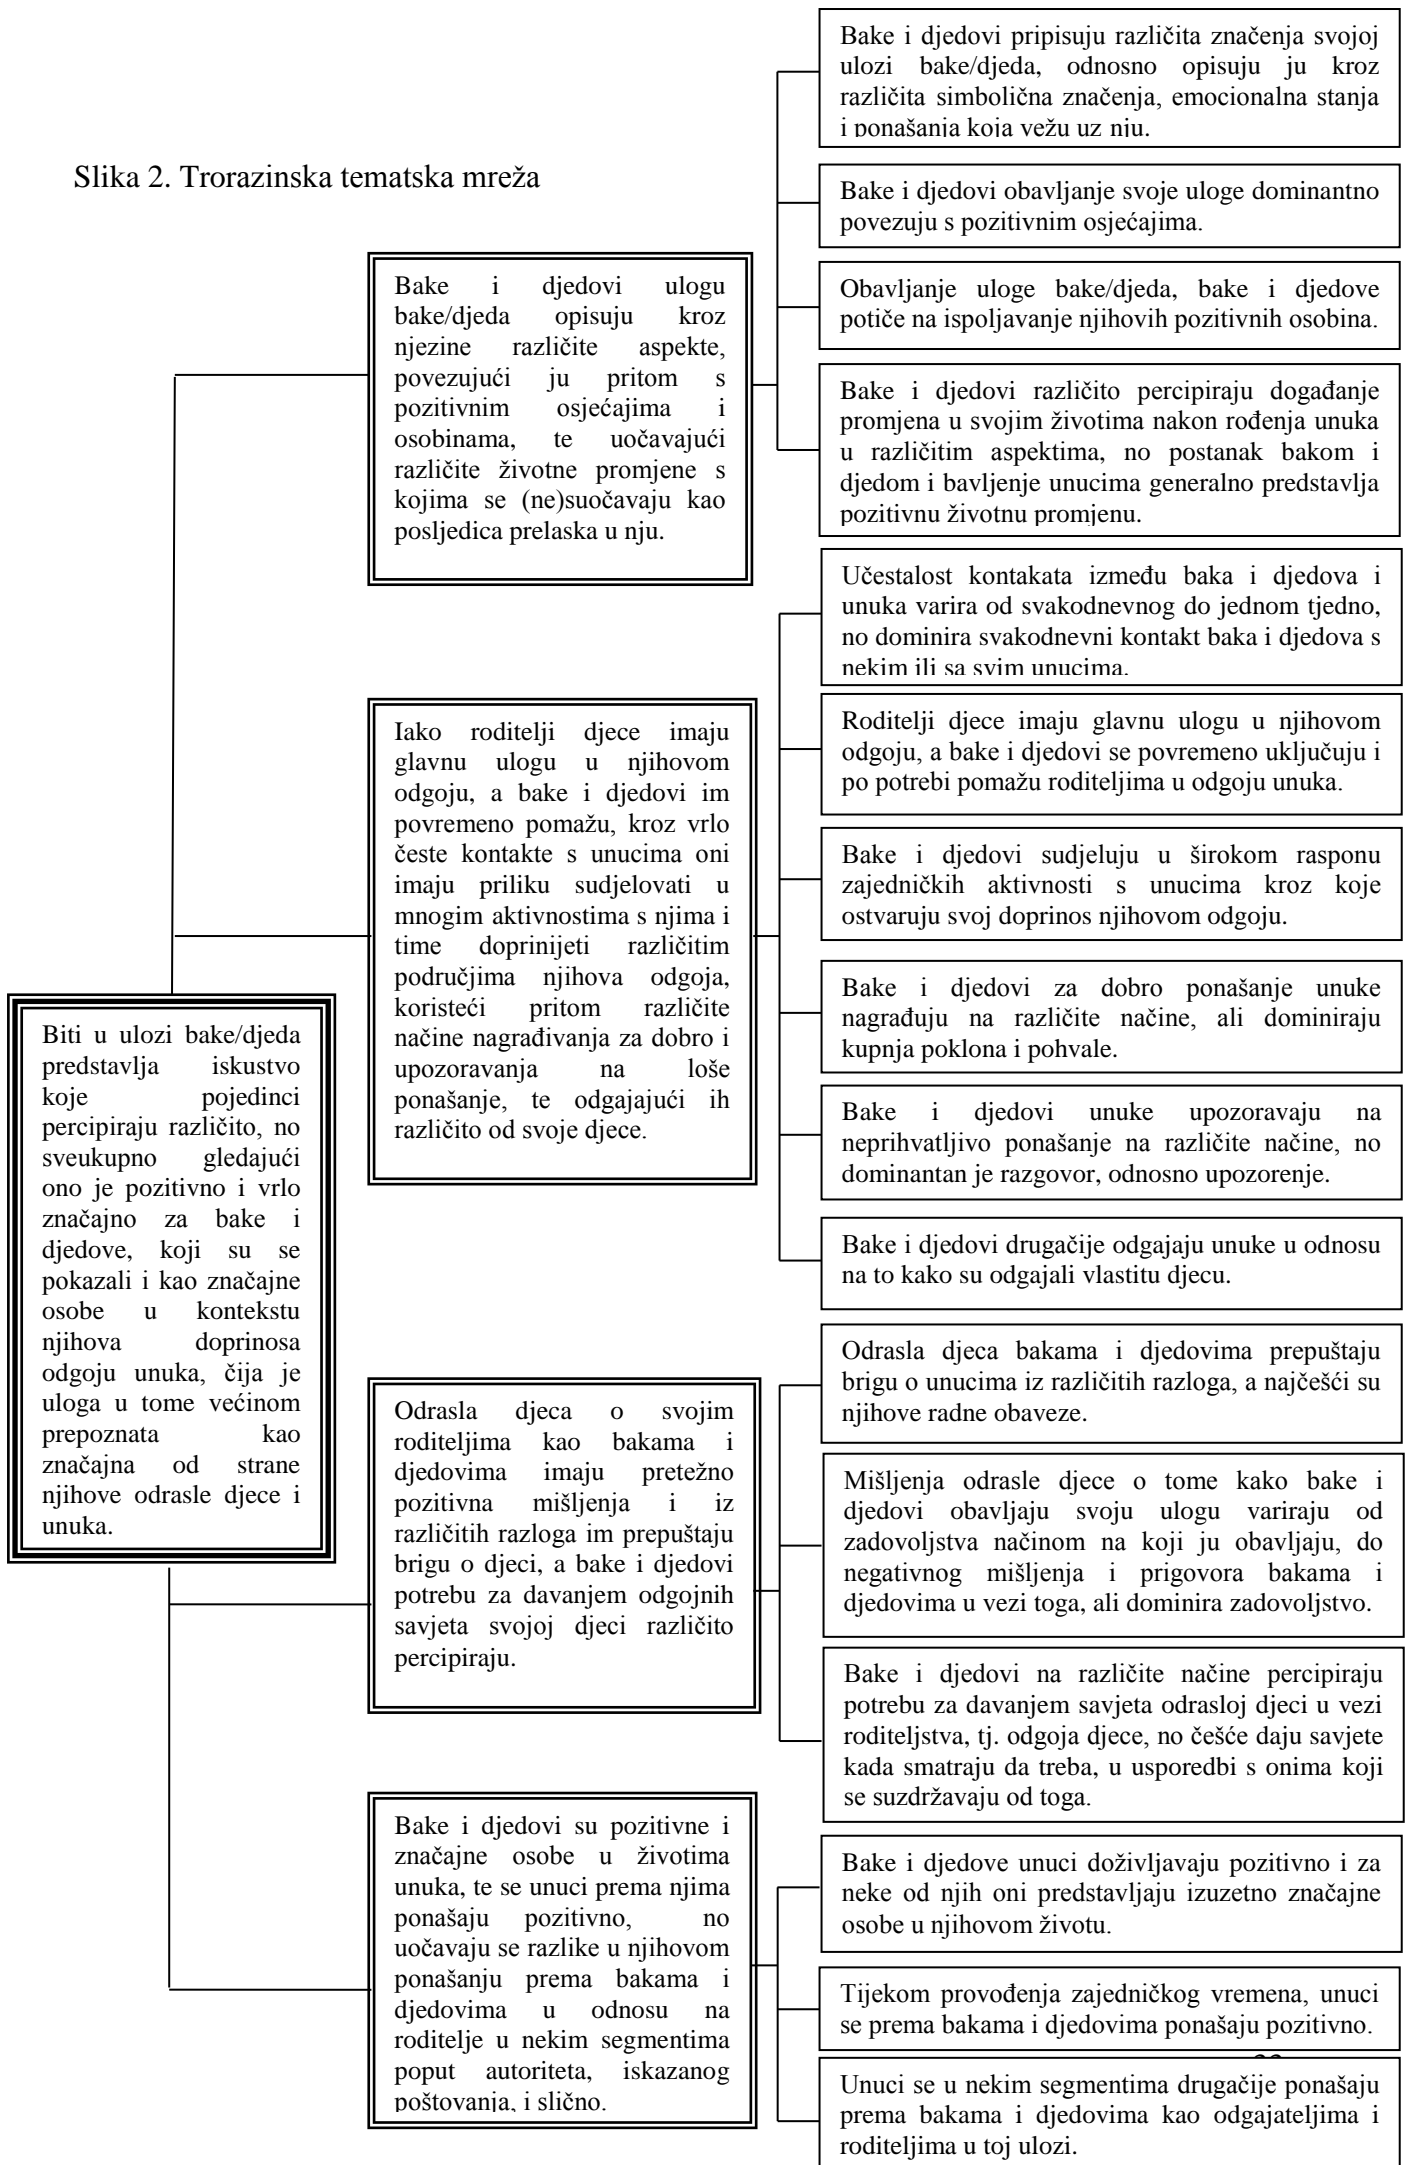 Slika 2. Trorazinska tematska mreža
Biti u ulozi bake/djeda
predstavlja iskustvo
koje pojedinci
percipiraju različito, no
sveukupno gledajući
ono je pozitivno i vrlo
značajno za bake i
djedove, koji su se
pokazali i kao značajne
osobe u kontekstu
njihova doprinosa
odgoju unuka, čija je
uloga u tome većinom
prepoznata kao
značajna od strane
njihove odrasle djece i
unuka.
Bake i djedovi ulogu
bake/djeda opisuju kroz
njezine različite aspekte,
povezujući ju pritom s
pozitivnim osjećajima i
osobinama, te uočavajući
različite životne promjene s
kojima se (ne)suočavaju kao
posljedica prelaska u nju.
Bake i djedovi pripisuju različita značenja svojoj
ulozi bake/djeda, odnosno opisuju ju kroz
različita simbolična značenja, emocionalna stanja
i ponašanja koja vežu uz nju.
Bake i djedovi obavljanje svoje uloge dominantno
povezuju s pozitivnim osjećajima.
Obavljanje uloge bake/djeda, bake i djedove
potiče na ispoljavanje njihovih pozitivnih osobina.
Bake i djedovi različito percipiraju događanje
promjena u svojim životima nakon rođenja unuka
u različitim aspektima, no postanak bakom i
djedom i bavljenje unucima generalno predstavlja
pozitivnu životnu promjenu.
Iako roditelji djece imaju
glavnu ulogu u njihovom
odgoju, a bake i djedovi im
povremeno pomažu, kroz vrlo
česte kontakte s unucima oni
imaju priliku sudjelovati u
mnogim aktivnostima s njima i
time doprinijeti različitim
područjima njihova odgoja,
koristeći pritom različite
načine nagrađivanja za dobro i
upozoravanja na loše
ponašanje, te odgajajući ih
različito od svoje djece.
Učestalost kontakata između baka i djedova i
unuka varira od svakodnevnog do jednom tjedno,
no dominira svakodnevni kontakt baka i djedova s
nekim ili sa svim unucima.
Roditelji djece imaju glavnu ulogu u njihovom
odgoju, a bake i djedovi se povremeno uključuju i
po potrebi pomažu roditeljima u odgoju unuka.
Bake i djedovi sudjeluju u širokom rasponu
zajedničkih aktivnosti s unucima kroz koje
ostvaruju svoj doprinos njihovom odgoju.
Bake i djedovi za dobro ponašanje unuke
nagrađuju na različite načine, ali dominiraju
kupnja poklona i pohvale.
Bake i djedovi unuke upozoravaju na
neprihvatljivo ponašanje na različite načine, no
dominantan je razgovor, odnosno upozorenje.
Bake i djedovi drugačije odgajaju unuke u odnosu
na to kako su odgajali vlastitu djecu.
Odrasla djeca o svojim
roditeljima kao bakama i
djedovima imaju pretežno
pozitivna mišljenja i iz
različitih razloga im prepuštaju
brigu o djeci, a bake i djedovi
potrebu za davanjem odgojnih
savjeta svojoj djeci različito
percipiraju.
Odrasla djeca bakama i djedovima prepuštaju
brigu o unucima iz različitih razloga, a najčešći su
njihove radne obaveze.
Mišljenja odrasle djece o tome kako bake i
djedovi obavljaju svoju ulogu variraju od
zadovoljstva načinom na koji ju obavljaju, do
negativnog mišljenja i prigovora bakama i
djedovima u vezi toga, ali dominira zadovoljstvo.
Bake i djedovi na različite načine percipiraju
potrebu za davanjem savjeta odrasloj djeci u vezi
roditeljstva, tj. odgoja djece, no češće daju savjete
kada smatraju da treba, u usporedbi s onima koji
se suzdržavaju od toga.
Bake i djedovi su pozitivne i
značajne osobe u životima
unuka, te se unuci prema njima
ponašaju pozitivno, no
uočavaju se razlike u njihovom
ponašanju prema bakama i
djedovima u odnosu na
roditelje u nekim segmentima
poput autoriteta, iskazanog
poštovanja, i slično.
Bake i djedove unuci doživljavaju pozitivno i za
neke od njih oni predstavljaju izuzetno značajne
osobe u njihovom životu.
Tijekom provođenja zajedničkog vremena, unuci
se prema bakama i djedovima ponašaju pozitivno.
Unuci se u nekim segmentima drugačije ponašaju
prema bakama i djedovima kao odgajateljima i
roditeljima u toj ulozi.